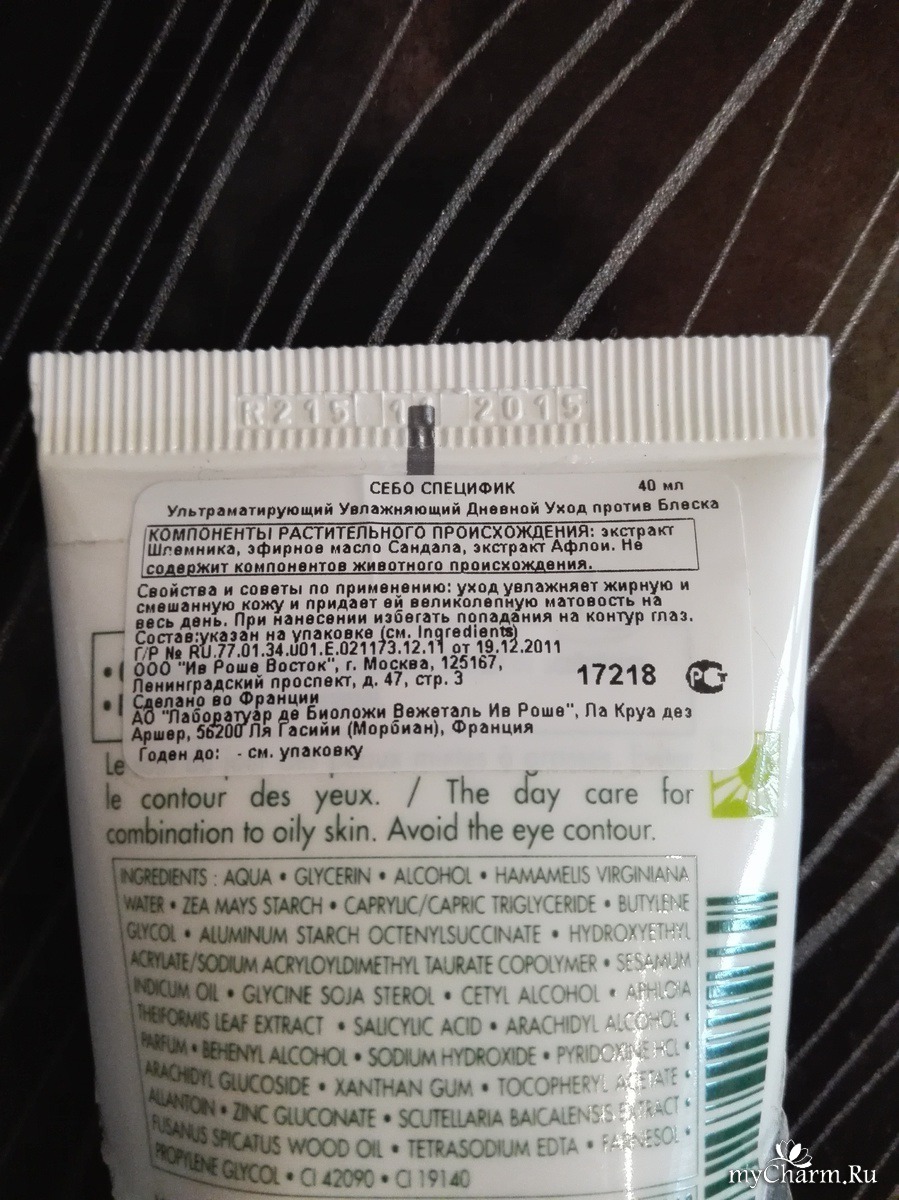 R215 11 2015
СЕБО СПЕЦИФИК 40 мл
Ультраматирующий Увлажняющий Дневной Уход против Блеска
КОМПОНЕНТЫ РАСТИТЕЛЬНОГО ПРОИСХОЖДЕНИЯ: экстракт
Шлемника, эфирное масло Сандала, экстракт Афлои. Не
содержит компонентов животного происхождения.
Свойства и советы по применению: уход увлажняет жирную и
смешанную кожу и придает ей великолепную матовость на
весь день. При нанесении избегать попадания на контур глаз.
Состав:указан на упаковке (см. Ingredients)
Г/Р № RU.77.01.34.001.E.021173.12.11 от 19.12.2011
ООО "Ив Роше Восток", г. Москва, 125167,
Ленинградский проспект, д. 47, стр. 3
17218 РСТ
Сделано во Франции
АО "Лаборатуар де Биоложи Вежеталь Ив Роше", Ла Круа дез
Аршер, 56200 Ля Гасийи (Морбиан), Франция
Годен до: - см. упаковку
Le
le contour des yeux. / The day care for
combination to oily skin. Avoid the eye contour.
INGREDIENTS : AQUA • GLYCERIN • ALCOHOL • HAMAMELIS VIRGINIANA
WATER • ZEA MAYS STARCH • CAPRYLIC/CAPRIC TRIGLYCERIDE • BUTYLENE
GLYCOL • ALUMINUM STARCH OCTENYLSUCCINATE • HYDROXYETHYL
ACRYLATE/SODIUM ACRYLOYLDIMETHYL TAURATE COPOLYMER • SESAMUM
INDICUM OIL • GLYCINE SOJA STEROL • CETYL ALCOHOL • APHLOIA
THEIFORMIS LEAF EXTRACT • SALICYLIC ACID • ARACHIDYL ALCOHOL •
PARFUM • BEHENYL ALCOHOL • SODIUM HYDROXIDE • PYRIDOXINE HCL •
ARACHIDYL GLUCOSIDE • XANTHAN GUM • TOCOPHERYL ACETATE •
ALLANTOIN • ZINC GLUCONATE • SCUTELLARIA BAICALENSIS EXTRACT •
FUSANUS SPICATUS WOOD OIL • TETRASODIUM EDTA • FARNESOL •
PROPYLENE GLYCOL • CI 42090 • CI 19140
myCharm.Ru